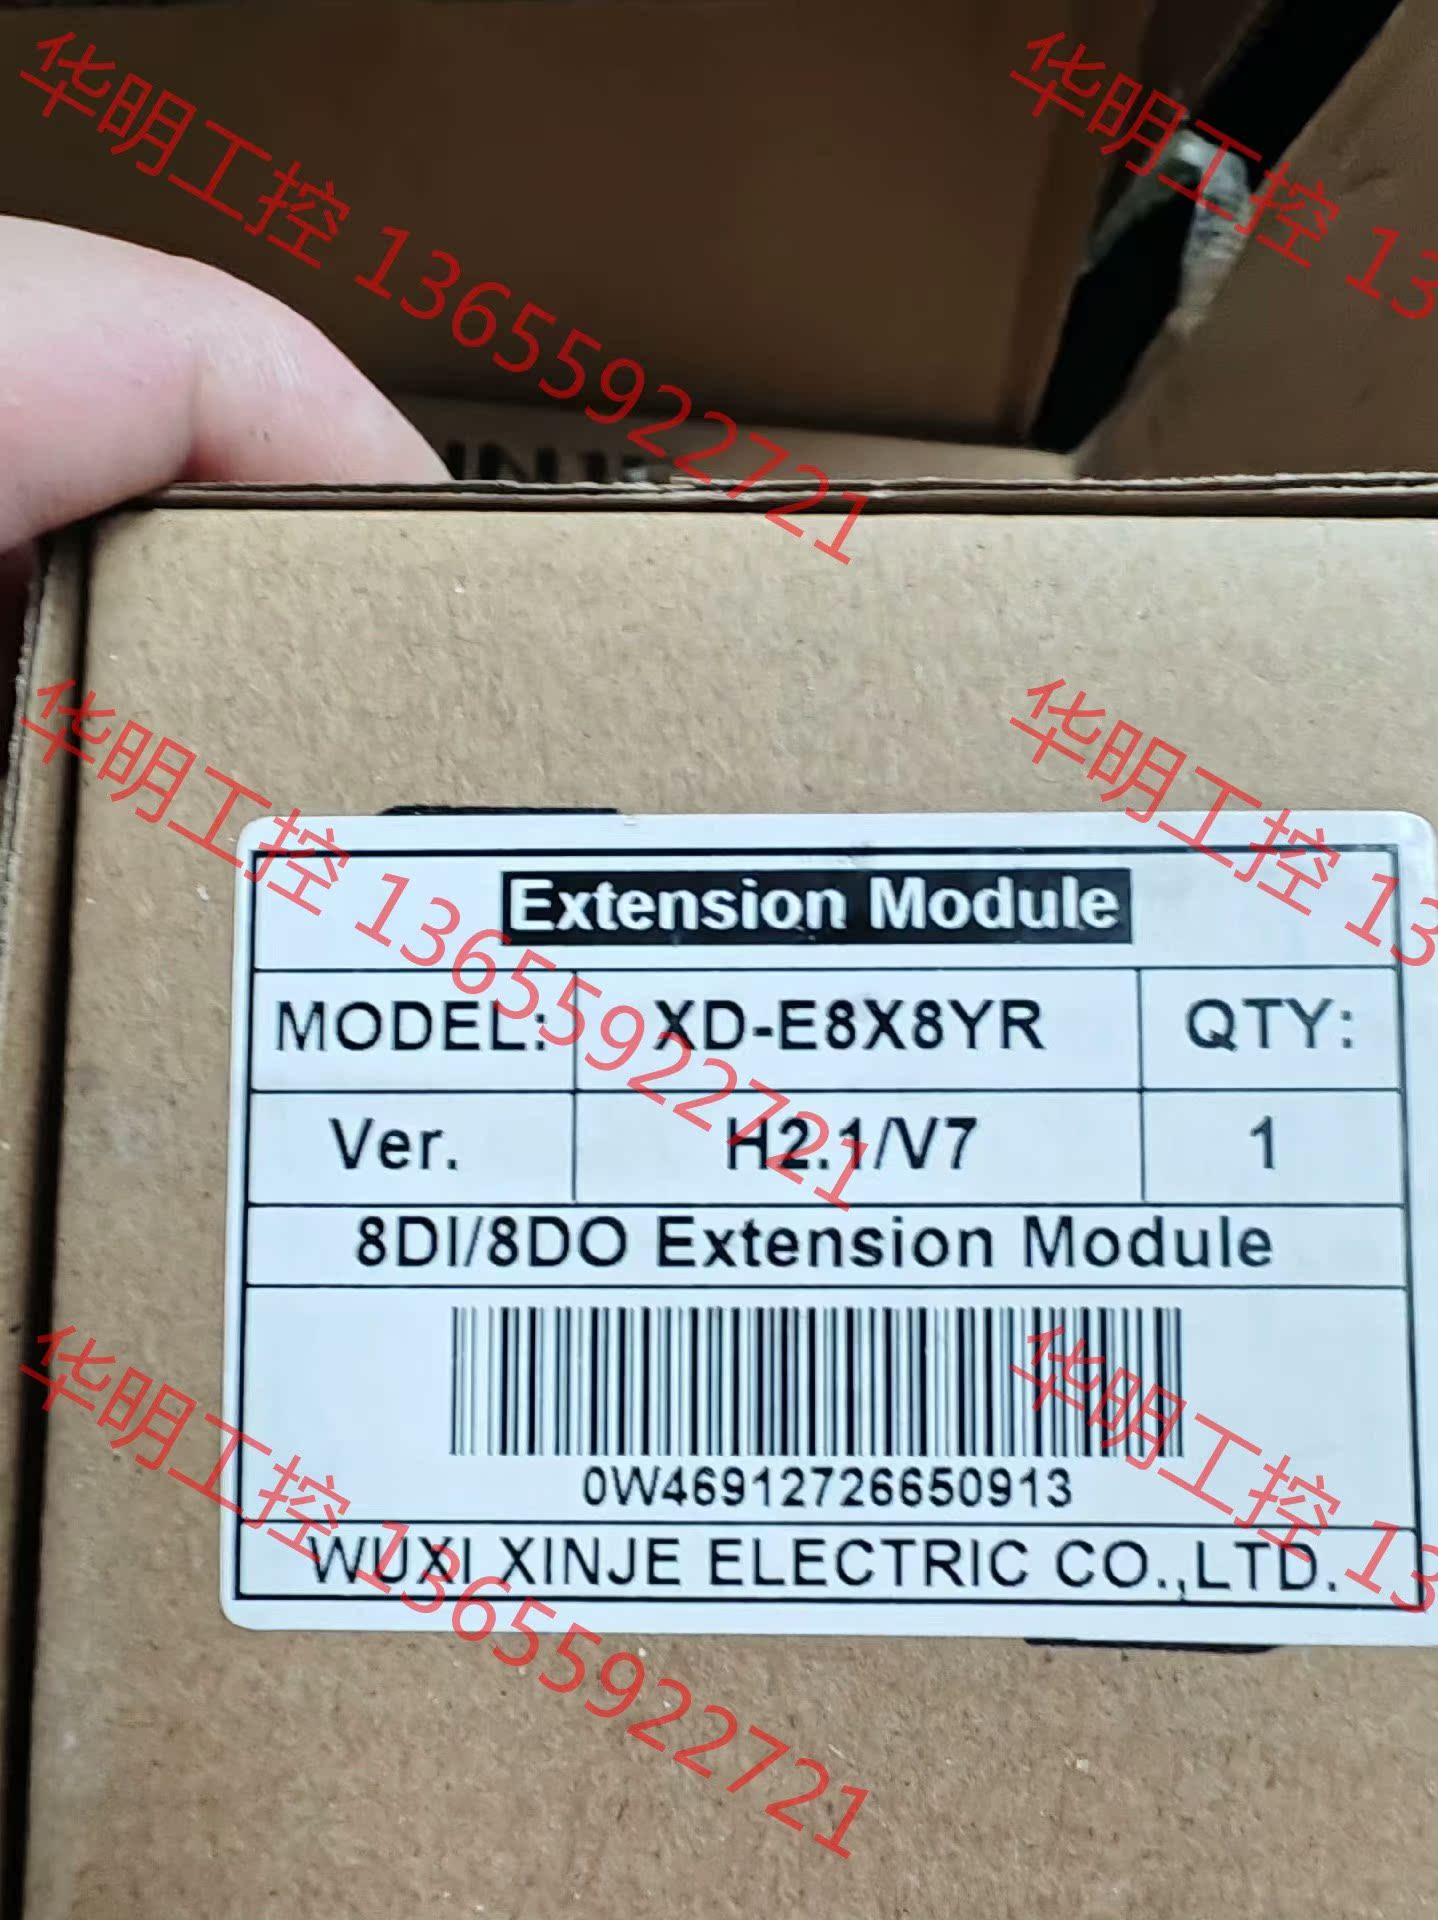 华明工控 13655922721
华明工控 13
Extension Module
MODEL: XD-E8X8YR QTY:
Ver. H2.1/V7 1
8DI/8DO Extension Module
0W46912726650913
WUXI XINJE ELECTRIC CO.,LTD.
华明工控 13655922721
华明工控 13
华明工控 13655922721
华明工控 13